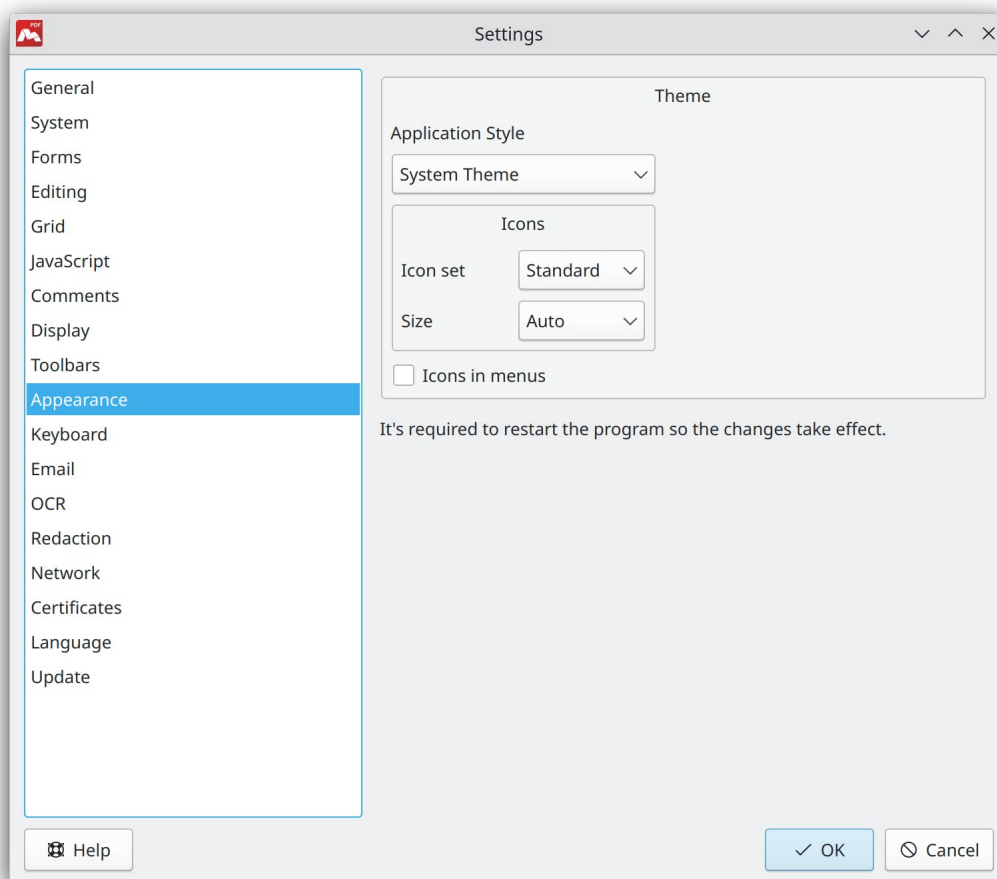 PDF
Settings
General
System
Forms
Editing
Grid
JavaScript
Comments
Display
Toolbars
Appearance
Keyboard
Email
OCR
Redaction
Network
Certificates
Language
Update
Theme
Application Style
System Theme
Icons
Icon set
Standard
Size
Auto
Icons in menus
It's required to restart the program so the changes take effect.
Help
OK
Cancel